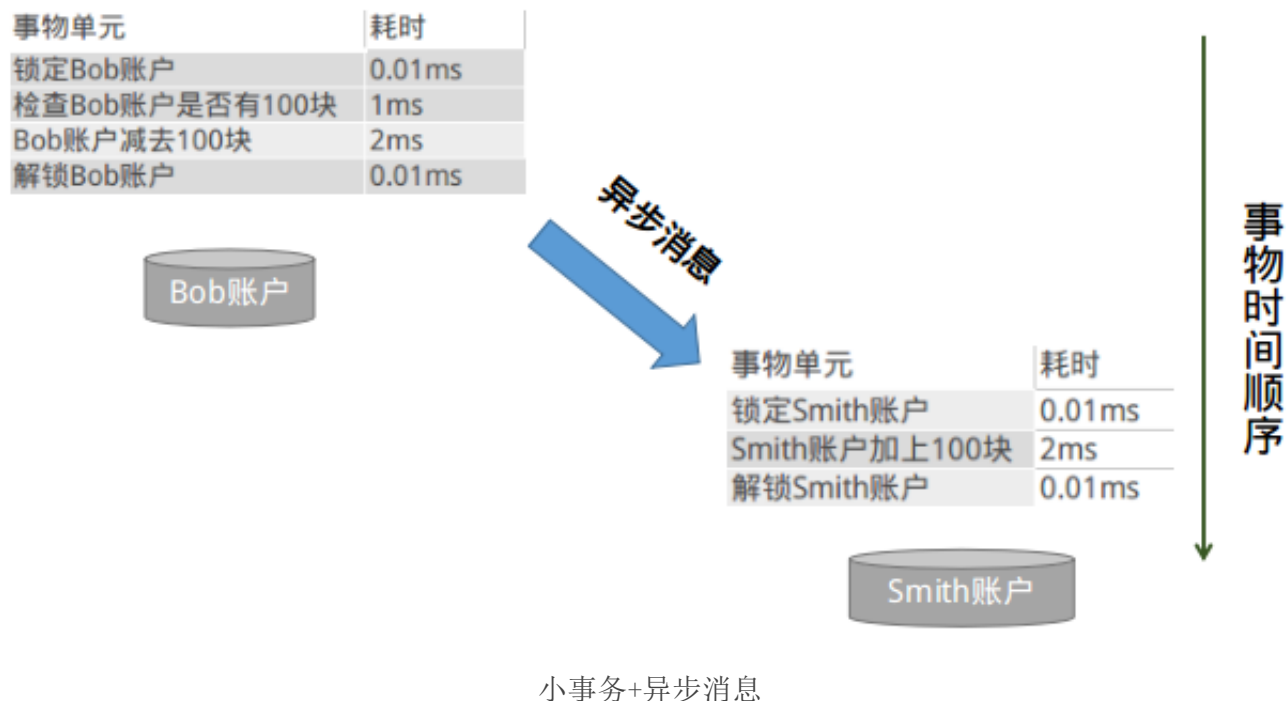 事物单元 耗时
锁定Bob账户 0.01ms
检查Bob账户是否有100块 1ms
Bob账户减去100块 2ms
解锁Bob账户 0.01ms
Bob账户
异步消息
事物单元 耗时
锁定Smith账户 0.01ms
Smith账户加上100块 2ms
解锁Smith账户 0.01ms
Smith账户
事物时间顺序
小事务+异步消息